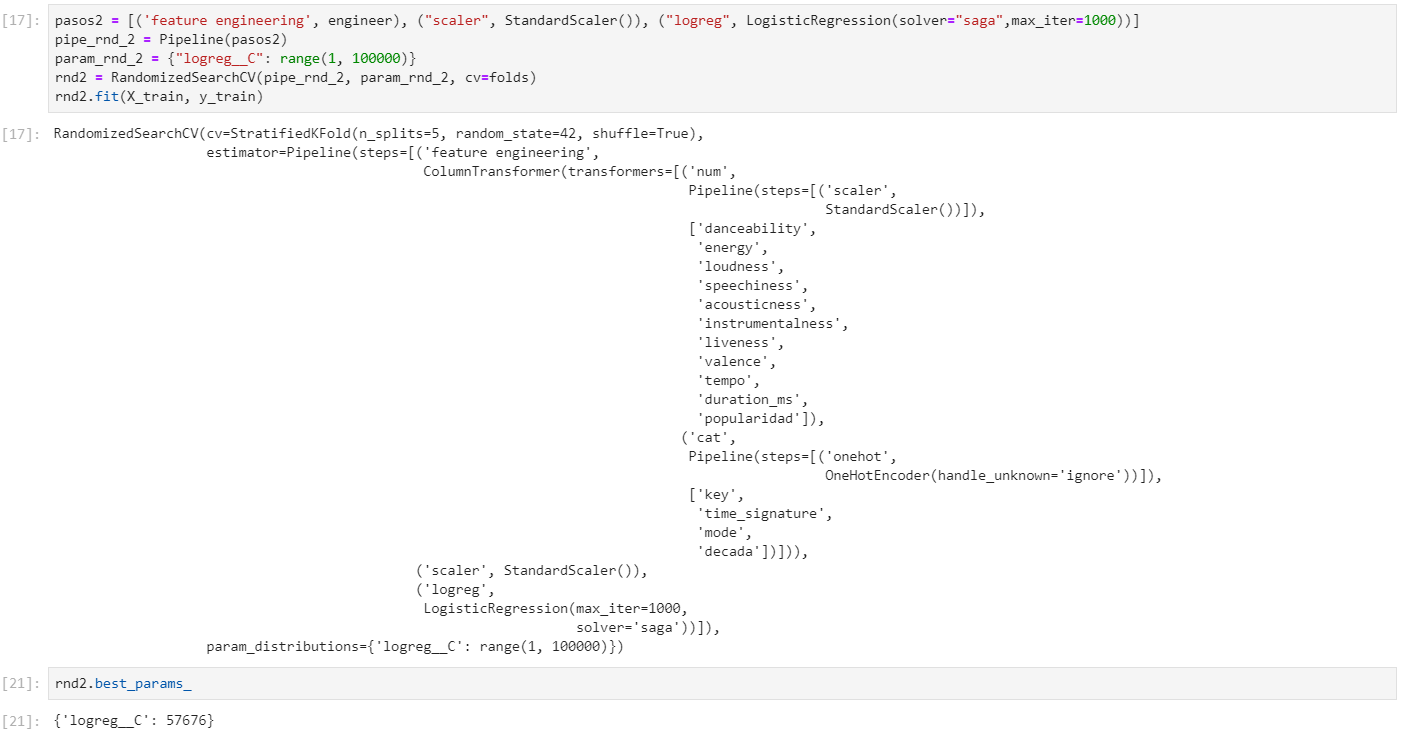 [17]: pasos2 = [('feature engineering', engineer), ("scaler", StandardScaler()), ("logreg", LogisticRegression(solver="saga",max_iter=1000))]
pipe_rnd_2 = Pipeline(pasos2)
param_rnd_2 = {"logreg__C": range(1, 100000)}
rnd2 = RandomizedSearchCV(pipe_rnd_2, param_rnd_2, cv=folds)
rnd2.fit(X_train, y_train)
[17]: RandomizedSearchCV(cv=StratifiedKFold(n_splits=5, random_state=42, shuffle=True),
estimator=Pipeline(steps=[('feature engineering',
ColumnTransformer(transformers=[('num',
Pipeline(steps=[('scaler',
StandardScaler())]),
['danceability',
'energy',
'loudness',
'speechiness',
'acousticness',
'instrumentalness',
'liveness',
'valence',
'tempo',
'duration_ms',
'popularidad']),
('cat',
Pipeline(steps=[('onehot',
OneHotEncoder(handle_unknown='ignore'))]),
['key',
'time_signature',
'mode',
'decada'])])),
('scaler', StandardScaler()),
('logreg',
LogisticRegression(max_iter=1000,
solver='saga'))]),
param_distributions={'logreg__C': range(1, 100000)})
[21]: rnd2.best_params_
[21]: {'logreg__C': 57676}